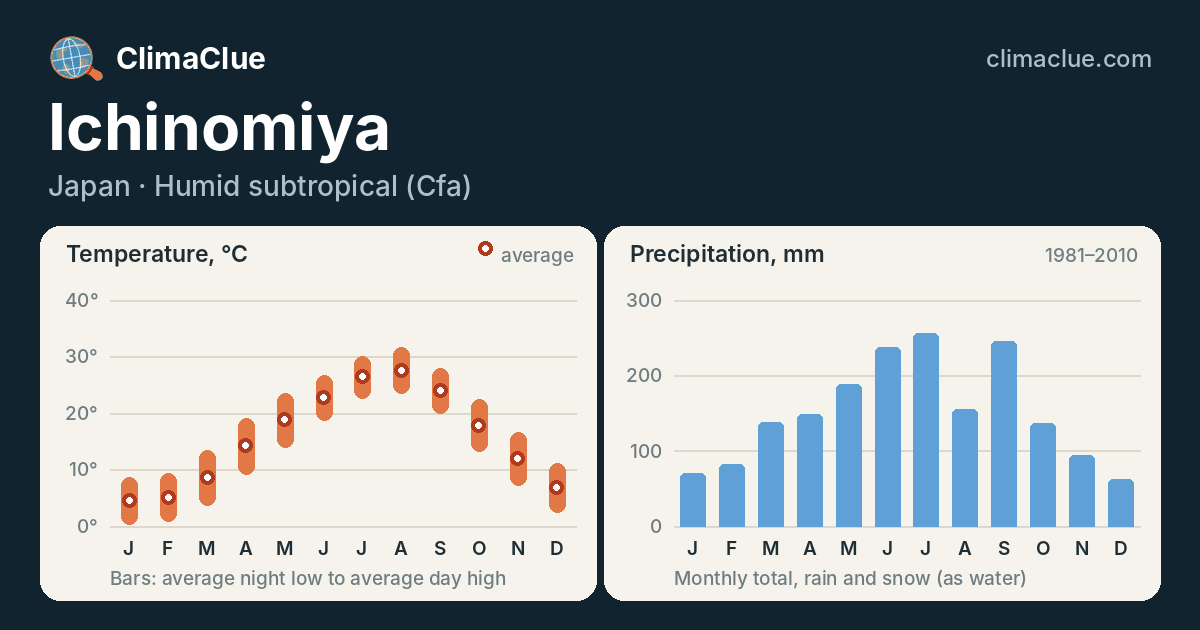 ClimaClue
climaclue.com
Ichinomiya
Japan · Humid subtropical (Cfa)
Temperature, °C
average
40°
30°
20°
10°
0°
J F M A M J J A S O N D
Bars: average night low to average day high
Precipitation, mm
1981–2010
300
200
100
0
J F M A M J J A S O N D
Monthly total, rain and snow (as water)